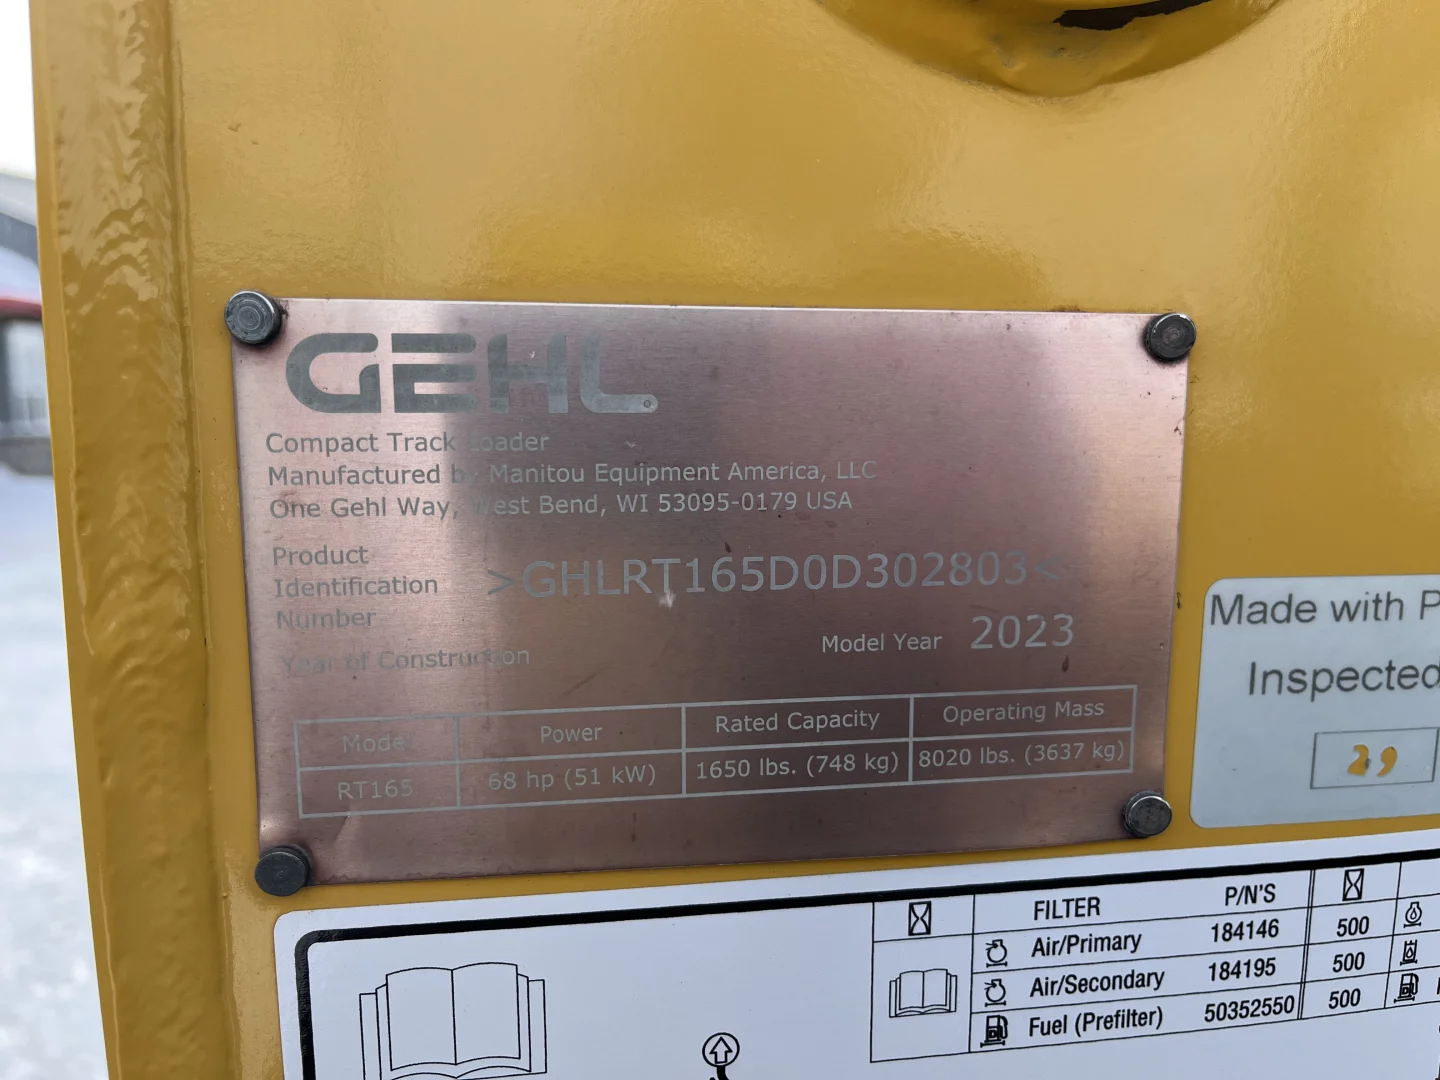 GEHL
Compact Track Loader
Manufactured by Manitou Equipment America, LLC
One Gehl Way, West Bend, WI 53095-0179 USA
Product
Identification
Number
>GHLRT165D0D302803<
Year of Construction
Model Year 2023
Model Power Rated Capacity Operating Mass
RT165 68 hp (51 kW) 1650 lbs. (748 kg) 8020 lbs. (3637 kg)
Made with P
Inspected
29
FILTER P/N'S
Air/Primary 184146 500
Air/Secondary 184195 500
Fuel (Prefilter) 50352550 500